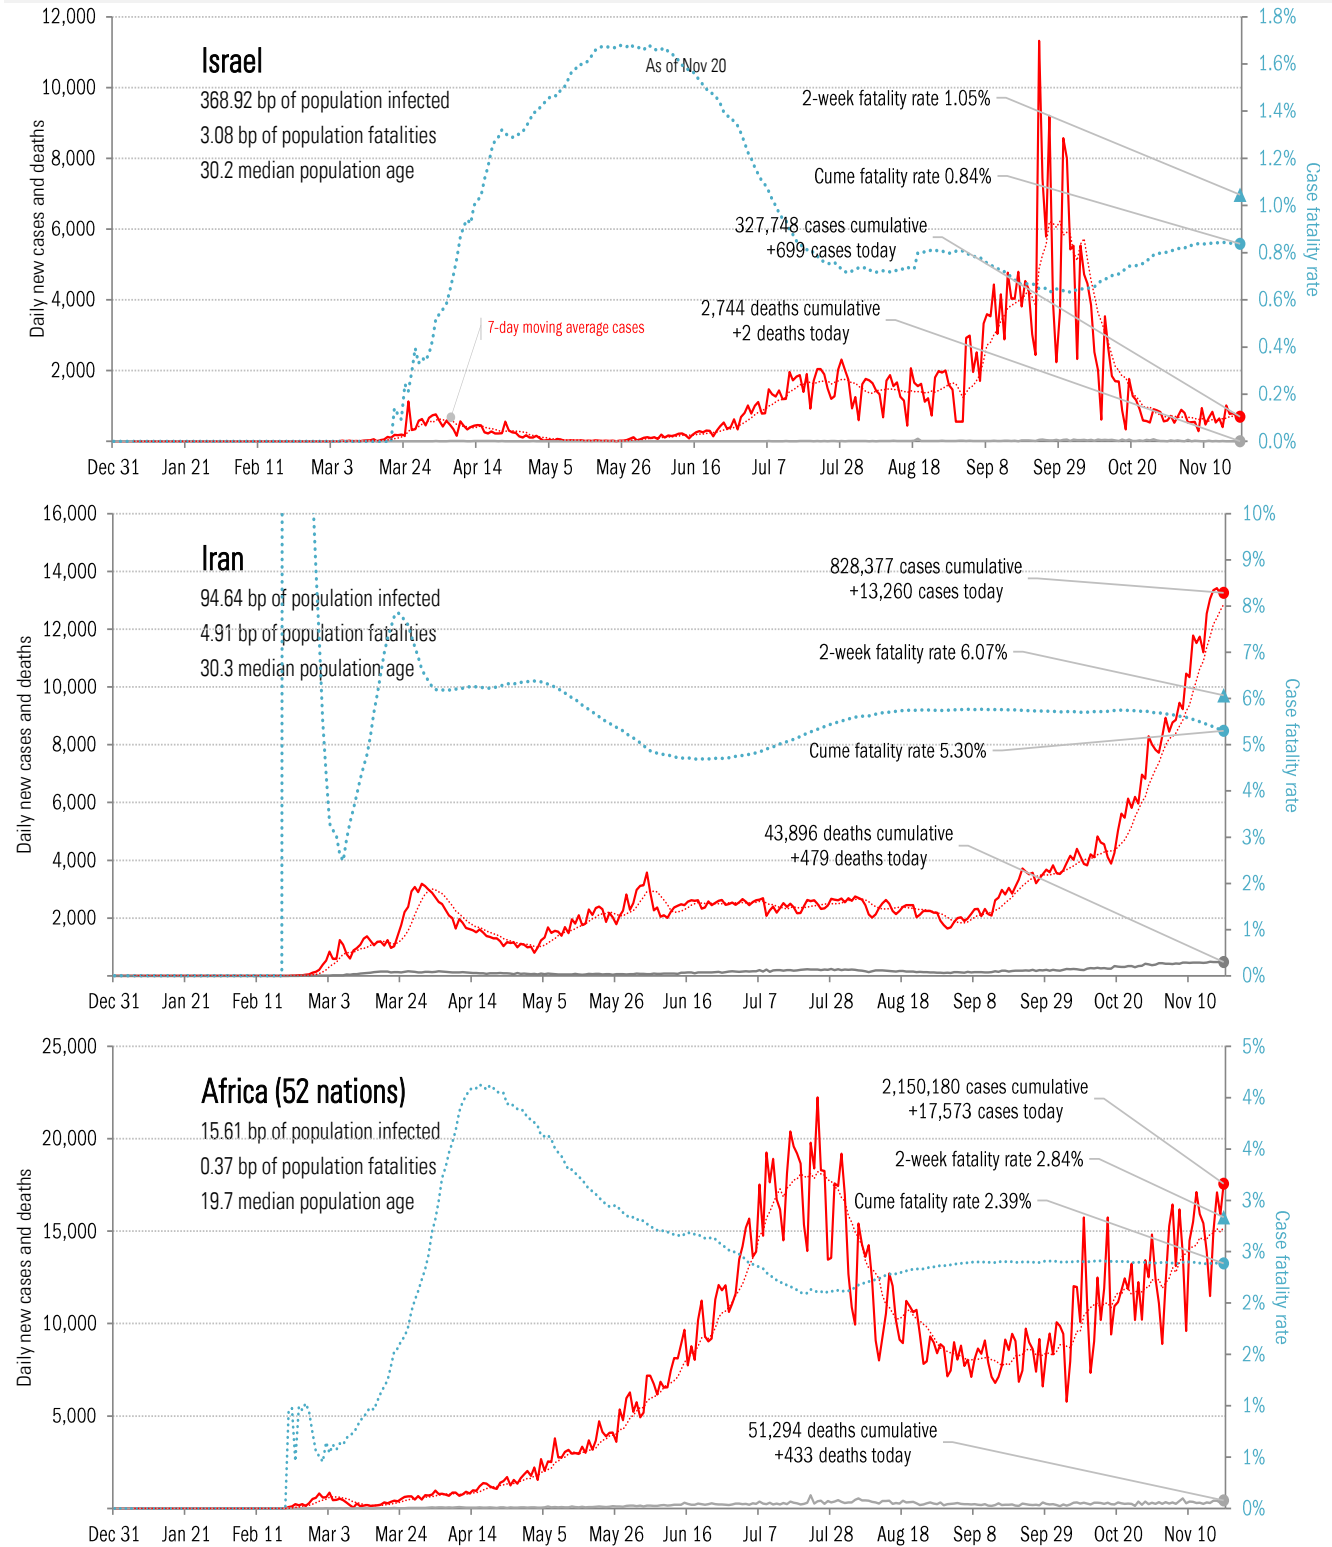 12,000
10,000
8,000
6,000
4,000
2,000
Daily new cases and deaths
Israel
368.92 bp of population infected
3.08 bp of population fatalities
30.2 median population age
As of Nov 20
7-day moving average cases
2-week fatality rate 1.05%
Cume fatality rate 0.84%
327,748 cases cumulative
+699 cases today
2,744 deaths cumulative
+2 deaths today
1.8%
1.6%
1.4%
1.2%
1.0%
0.8%
0.6%
0.4%
0.2%
0.0%
Case fatality rate
Dec 31 Jan 21 Feb 11 Mar 3 Mar 24 Apr 14 May 5 May 26 Jun 16 Jul 7 Jul 28 Aug 18 Sep 8 Sep 29 Oct 20 Nov 10
16,000
14,000
12,000
10,000
8,000
6,000
4,000
2,000
Daily new cases and deaths
Iran
94.64 bp of population infected
4.91 bp of population fatalities
30.3 median population age
828,377 cases cumulative
+13,260 cases today
2-week fatality rate 6.07%
Cume fatality rate 5.30%
43,896 deaths cumulative
+479 deaths today
10%
9%
8%
7%
6%
5%
4%
3%
2%
1%
0%
Case fatality rate
Dec 31 Jan 21 Feb 11 Mar 3 Mar 24 Apr 14 May 5 May 26 Jun 16 Jul 7 Jul 28 Aug 18 Sep 8 Sep 29 Oct 20 Nov 10
25,000
20,000
15,000
10,000
5,000
Daily new cases and deaths
Africa (52 nations)
15.61 bp of population infected
0.37 bp of population fatalities
19.7 median population age
2,150,180 cases cumulative
+17,573 cases today
2-week fatality rate 2.84%
Cume fatality rate 2.39%
51,294 deaths cumulative
+433 deaths today
5%
4%
4%
3%
3%
2%
2%
1%
1%
0%
Case fatality rate
Dec 31 Jan 21 Feb 11 Mar 3 Mar 24 Apr 14 May 5 May 26 Jun 16 Jul 7 Jul 28 Aug 18 Sep 8 Sep 29 Oct 20 Nov 10